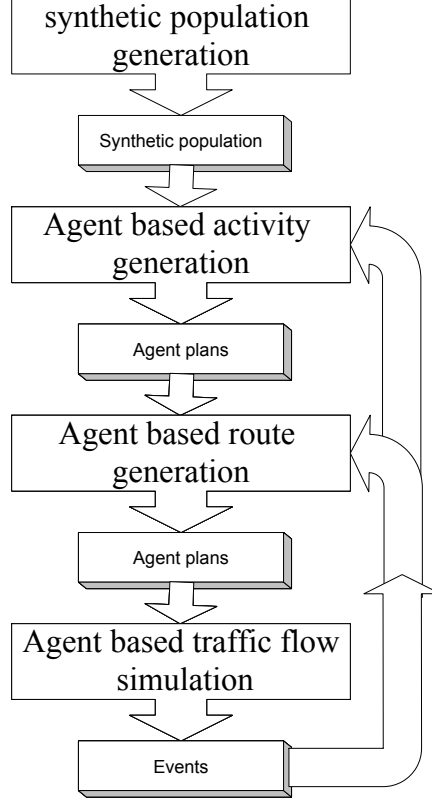 synthetic population
generation
Synthetic population
Agent based activity
generation
Agent plans
Agent based route
generation
Agent plans
Agent based traffic flow
simulation
Events